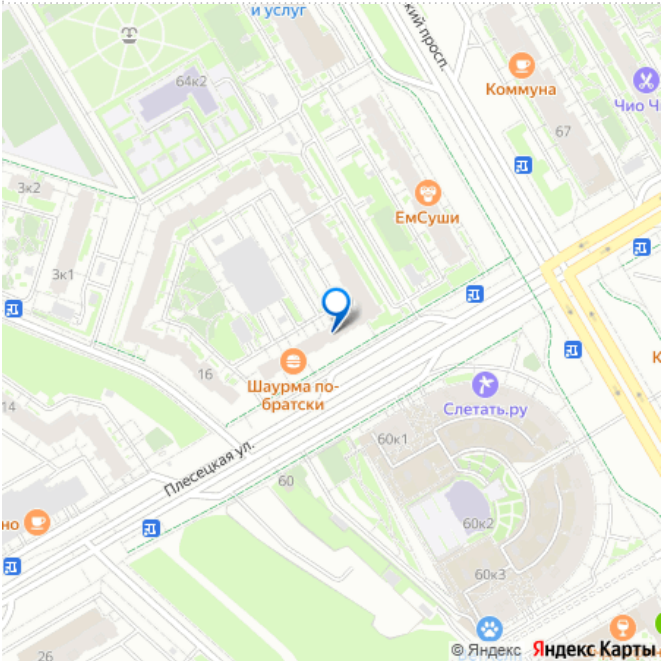 и услуг
кий просп.
Коммуна
64к2
Чио Ч
67
3к2
ЕмСуши
3к1
16
Шаурма по-
братски
Слетать.ру
14
60к1
Плесецкая ул.
60
но
60к2
60к3
26
© Яндекс Яндекс Карты